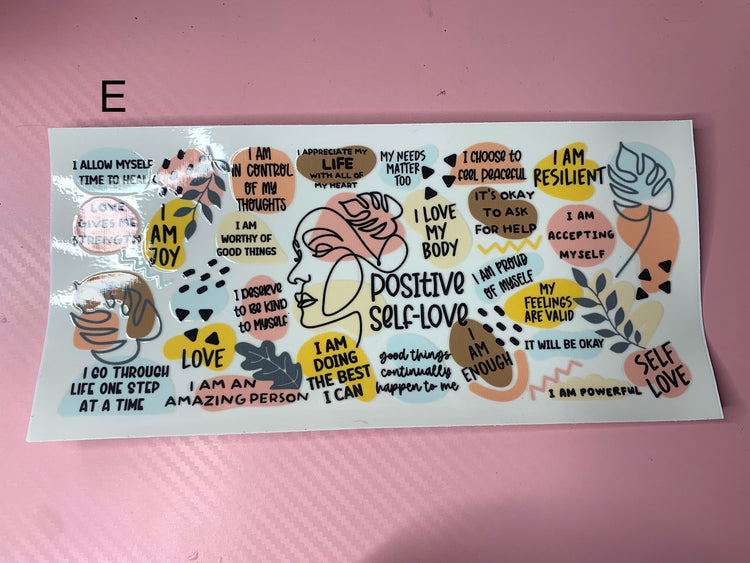 E
I ALLOW MYSELF
TIME TO HEAL
LOVE
GIVES ME
STRENGTH
I
AM
JOY
I AM
IN CONTROL
OF MY
THOUGHTS
I APPRECIATE MY
LIFE
WITH ALL OF
MY HEART
MY NEEDS
MATTER
TOO
I CHOOSE to
feel PEACEFUL
I AM
RESILIENT
I AM
WORTHY OF
GOOD THINGS
I LOVE
MY
BODY
IT'S OKAY
TO ASK
FOR HELP
I AM
ACCEPTING
MYSELF
I DESERVE
to BE KIND
to MYSELF
POSITIVE
SELF-LOVE
I AM PROUD
OF MYSELF
MY
FEELINGS
ARE VALID
I GO THROUGH
LIFE ONE STEP
AT A TIME
LOVE
I AM AN
AMAZING PERSON
I AM
DOING
THE BEST
I CAN
good things
continually
happen to me
I
AM
ENOUGH
IT WILL BE OKAY
I AM POWERFUL
SELF
LOVE